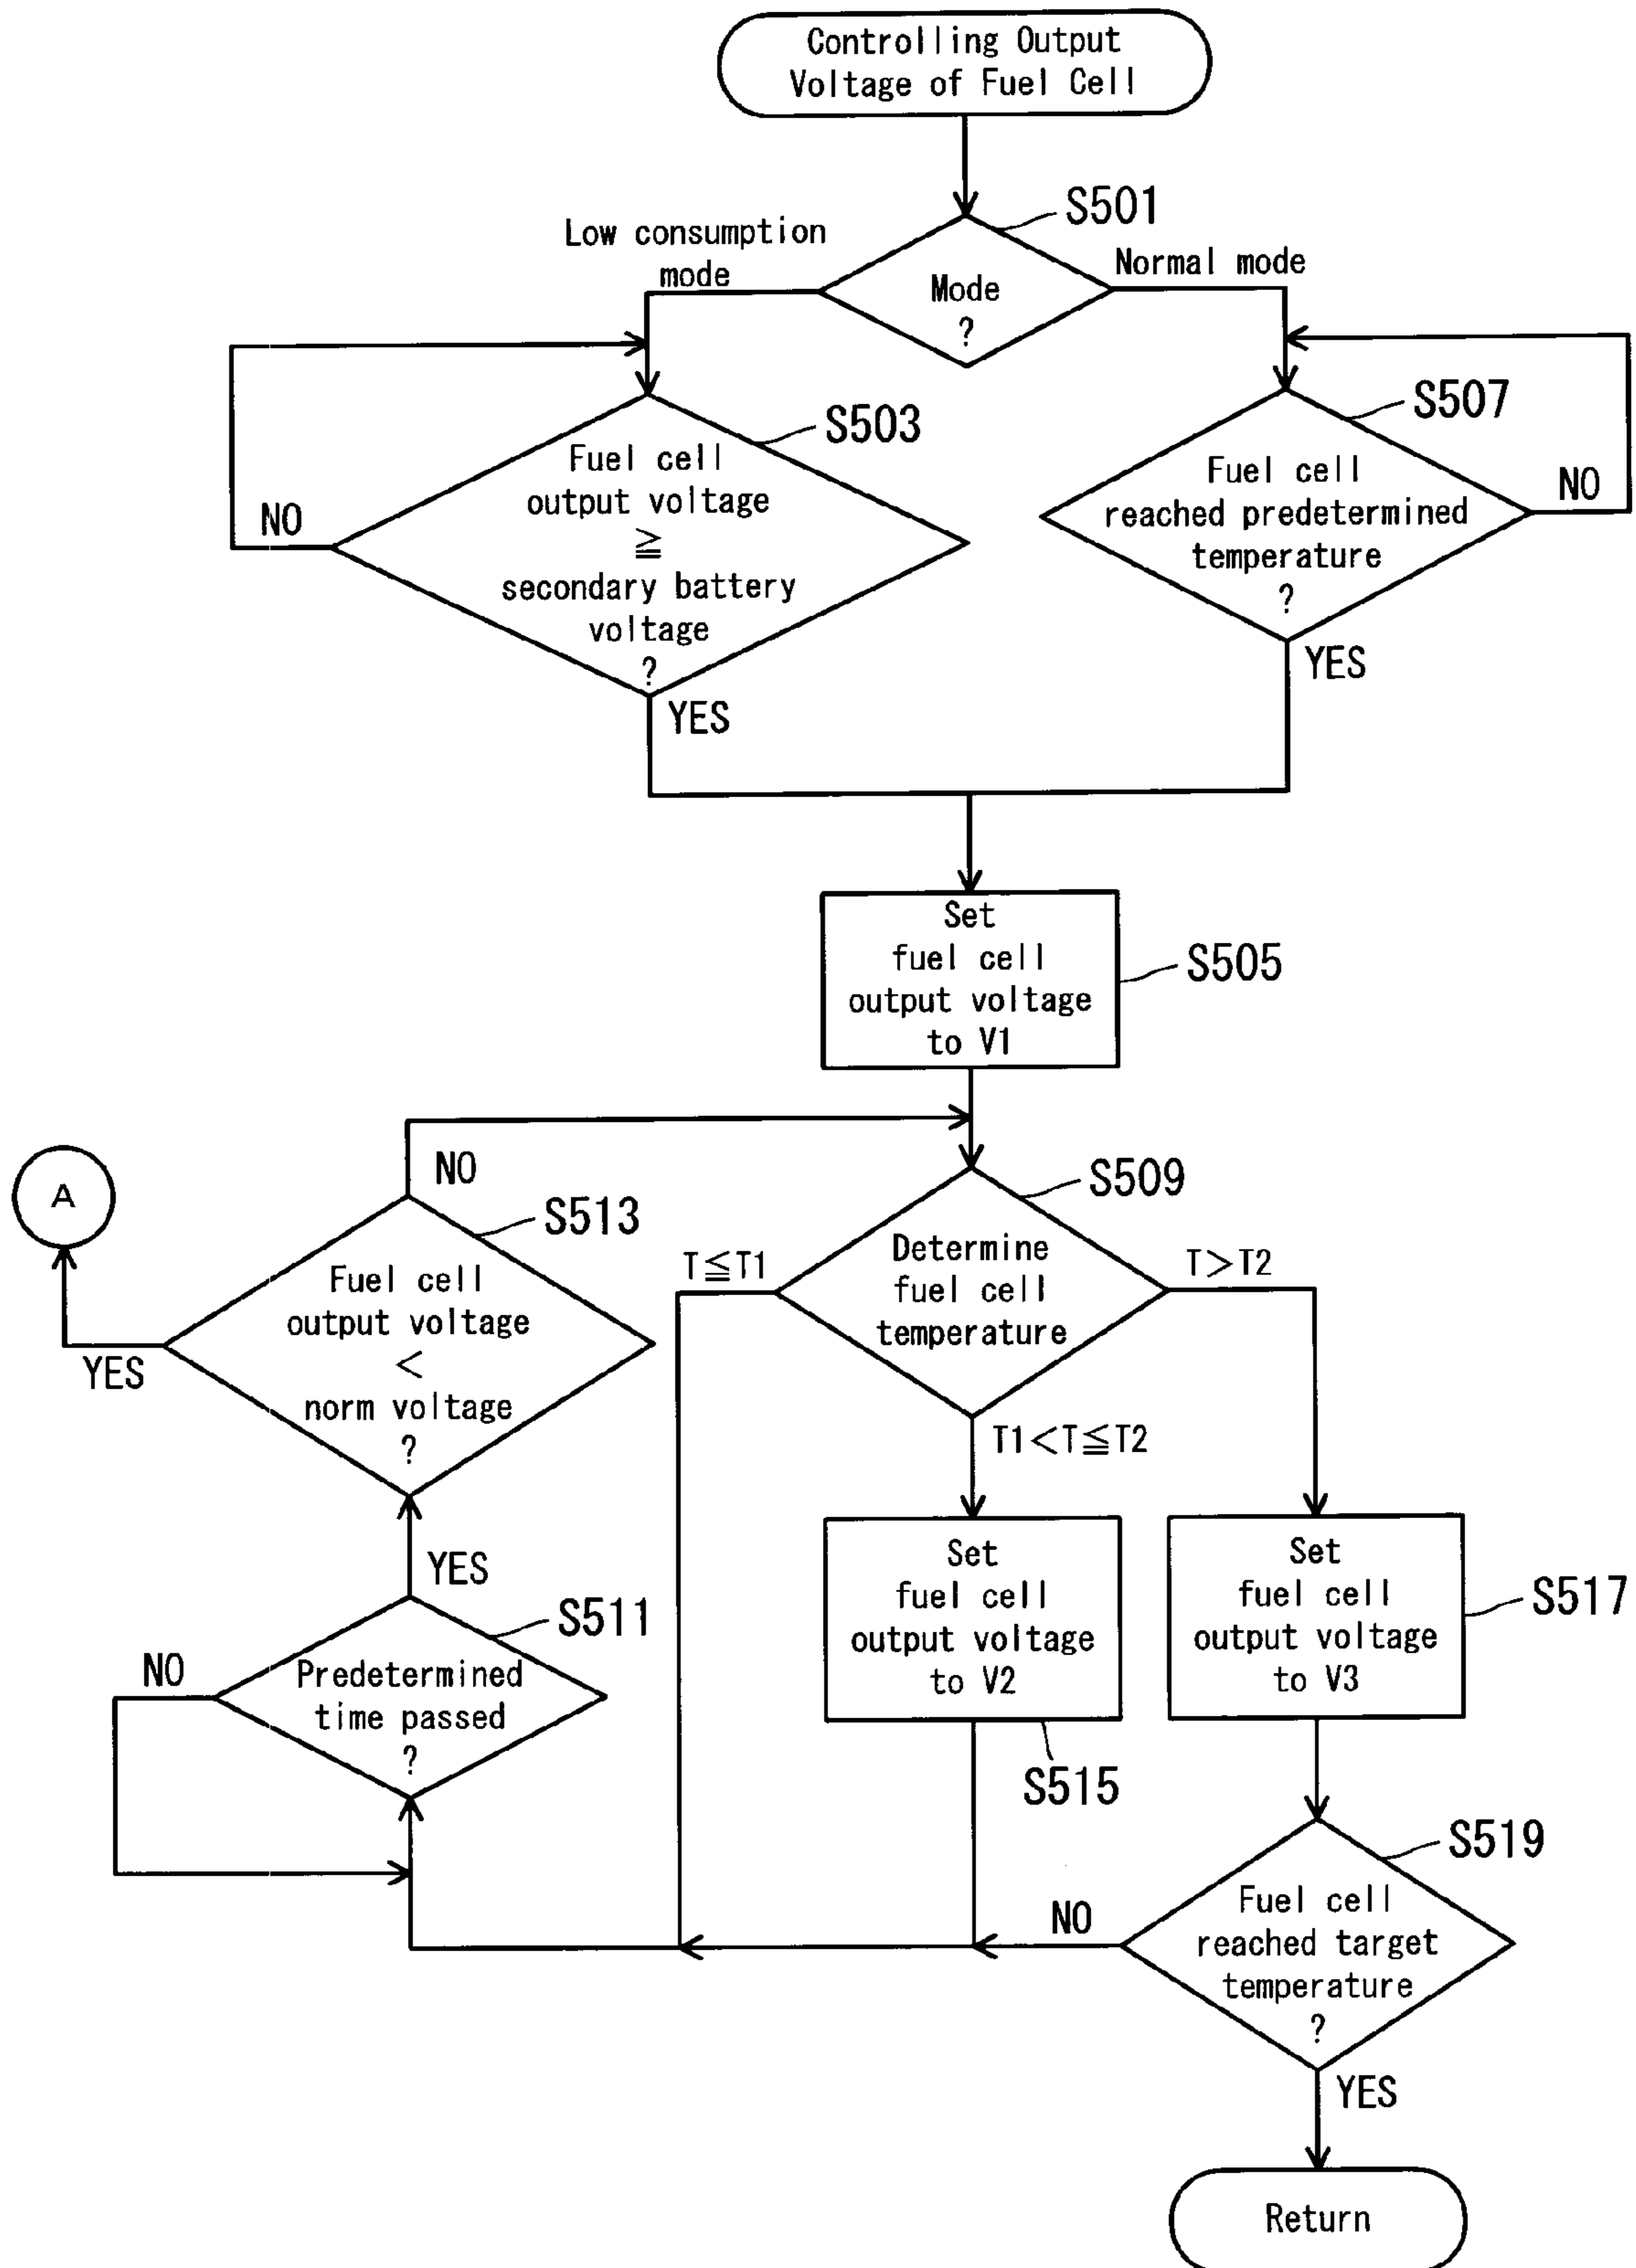 Controlling Output
Voltage of Fuel Cell
S501
Low consumption
mode
Normal mode
Mode
?
S503
S507
Fuel cell
output voltage
≧
secondary battery
voltage
?
NO
YES
Fuel cell
reached predetermined
temperature
?
NO
YES
Set
fuel cell
output voltage
to V1
S505
A
NO
S513
Fuel cell
output voltage
<
norm voltage
?
YES
S509
Determine
fuel cell
temperature
T≦T1
T>T2
T1<T≦T2
YES
S511
NO
Predetermined
time passed
?
Set
fuel cell
output voltage
to V2
S515
Set
fuel cell
output voltage
to V3
S517
S519
Fuel cell
reached target
temperature
?
NO
YES
Return